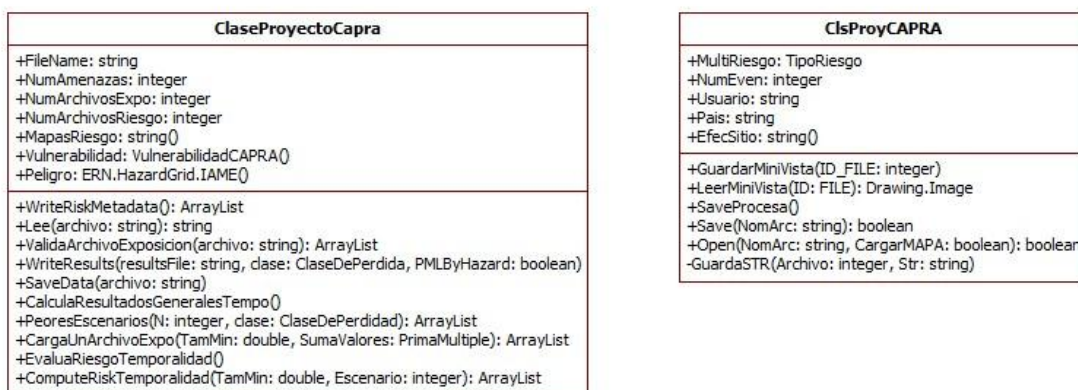 ClaseProyectoCapra
+FileName: string
+NumAmenazas: integer
+NumArchivosExpo: integer
+NumArchivosRiesgo: integer
+MapasRiesgo: string()
+Vulnerabilidad: VulnerabilidadCAPRA()
+Peligro: ERN.HazardGrid.IAME()
+WriteRiskMetadata(): ArrayList
+Lee(archivo: string): string
+ValidaArchivoExposicion(archivo: string): ArrayList
+WriteResults(resultsFile: string, clase: ClaseDePerdida, PMLByHazard: boolean)
+SaveData(archivo: string)
+CalculaResultadosGeneralesTempo()
+PeoresEscenarios(N: integer, clase: ClaseDePerdidad): ArrayList
+CargaUnArchivoExpo(TamMin: double, SumaValores: PrimaMultiple): ArrayList
+EvaluaRiesgoTemporalidad()
+ComputeRiskTemporalidad(TamMin: double, Escenario: integer): ArrayList
ClsProyCAPRA
+MultiRiesgo: TipoRiesgo
+NumEven: integer
+Usuario: string
+Pais: string
+EfecSitio: string()
+GuardarMiniVista(ID_FILE: integer)
+LeerMiniVista(ID: FILE): Drawing.Image
+SaveProcesa()
+Save(NomArc: string): boolean
+Open(NomArc: string, CargarMAPA: boolean): boolean
-GuardaSTR(Archivo: integer, Str: string)